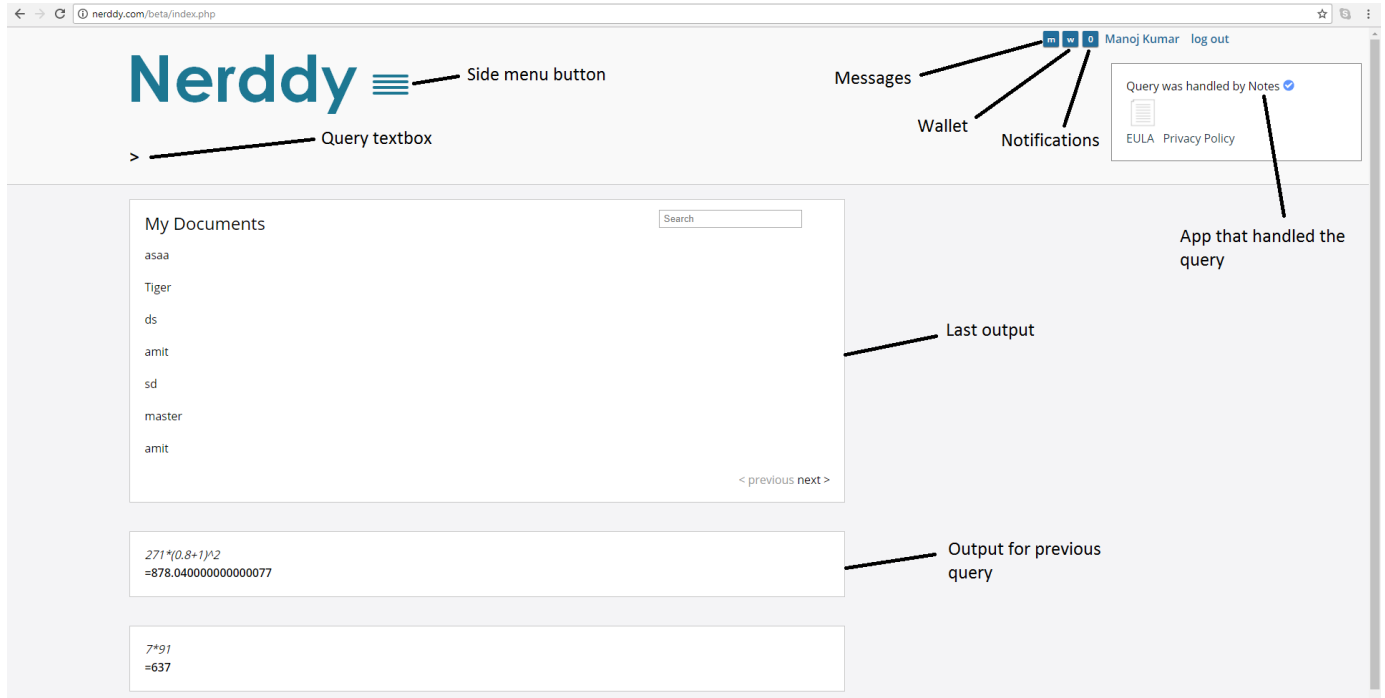 nerddy.com/beta/index.php
m w 0 Manoj Kumar log out
Nerddy
Side menu button
Messages
Wallet
Notifications
Query was handled by Notes
EULA Privacy Policy
> Query textbox
App that handled the
query
My Documents
Search
asaa
Tiger
ds
amit
sd
master
amit
< previous next >
Last output
271*(0.8+1)^2
=878.040000000000077
Output for previous
query
7*91
=637